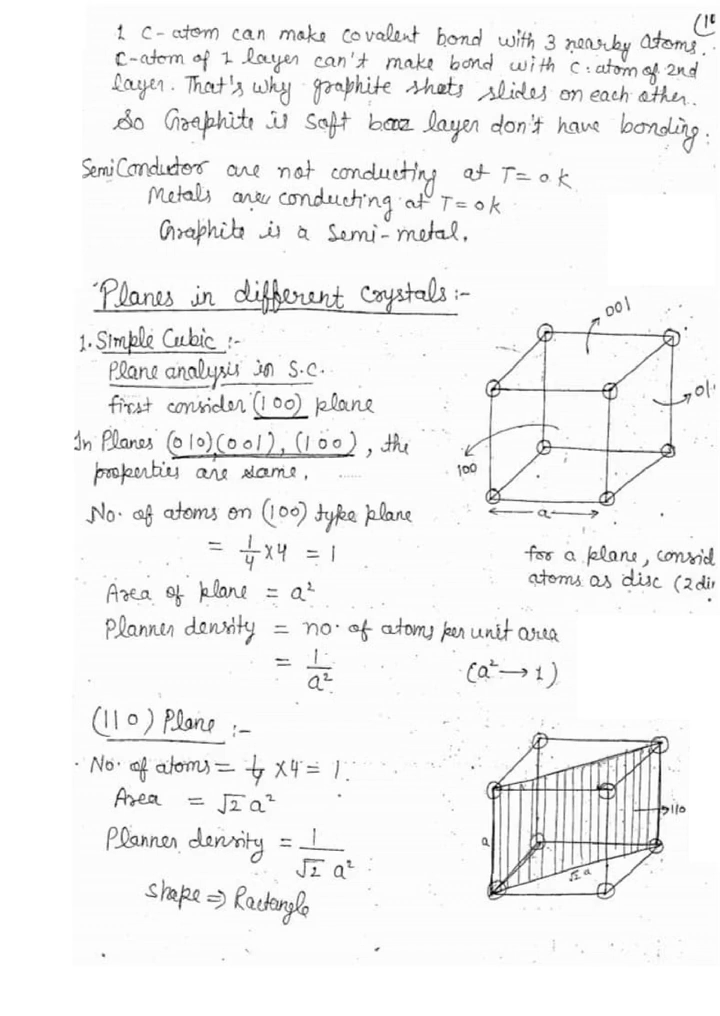 (1
1 C-atom can make covalent bond with 3 nearby atoms.
C-atom of 1 layer can't make bond with C-atom of 2nd
layer. That's why graphite shets slides on each other.
So Graphite is soft bcoz layer don't have bonding.
SemiCondutor are not conducting at T= 0 k
Metals are conducting at T= 0 k
Graphite is a Semi-metal.
Planes in different Crystals :-
1. Simple Cubic :-
Plane analysis in S.C.
first consider (100) plane
In Planes (010)(001), (100), the
properties are same.
001
01
100
a
No. of atoms on (100) type plane
= 1/4 x 4 = 1
for a plane, consid
atoms as disc (2 di
Area of plane = a²
Planner density = no. of atoms per unit area
= 1/a² (a² → 1)
(110) Plane :-
No. of atoms = 1/4 x 4 = 1.
Area = √2 a²
Planner density = 1/√2 a²
Shape ⇒ Ractangle
110
a
√2 a